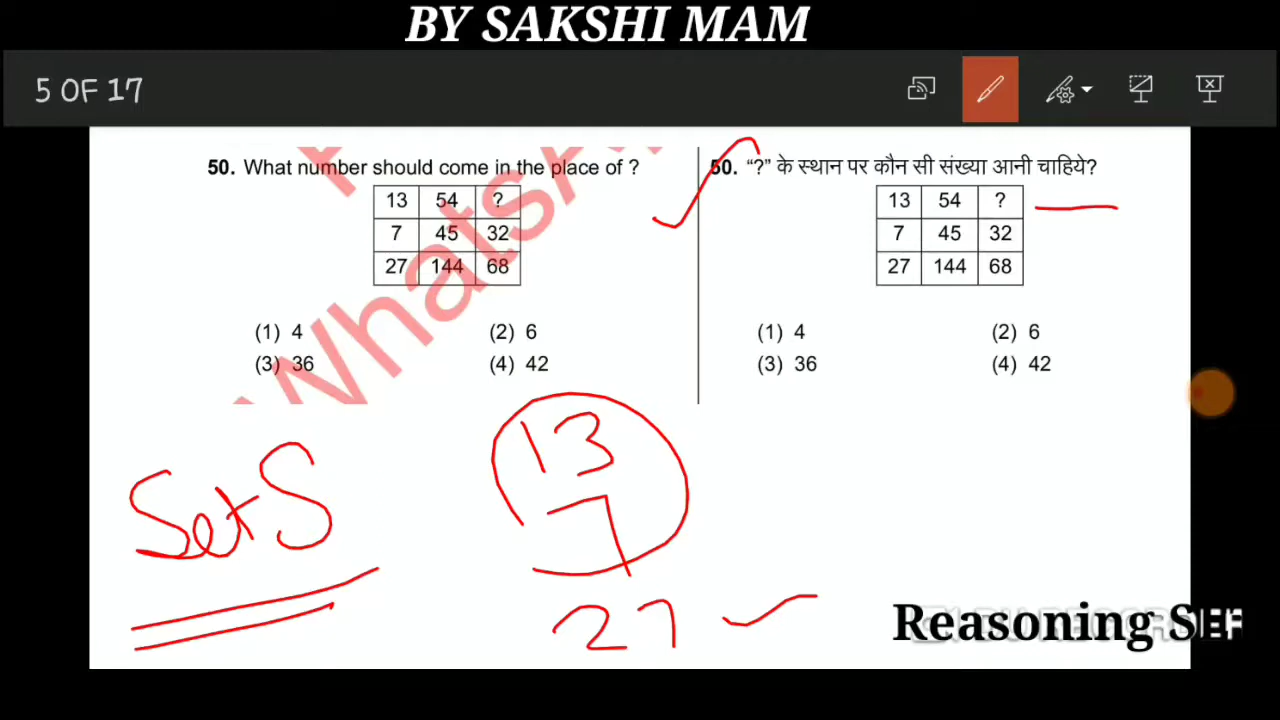 BY SAKSHI MAM
5 OF 17
50. What number should come in the place of ?
13 54 ?
7 45 32
27 144 68
(1) 4 (2) 6
(3) 36 (4) 42
50. “?” के स्थान पर कौन सी संख्या आनी चाहिये?
13 54 ?
7 45 32
27 144 68
(1) 4 (2) 6
(3) 36 (4) 42
Set S
13
7
27
Reasoning S